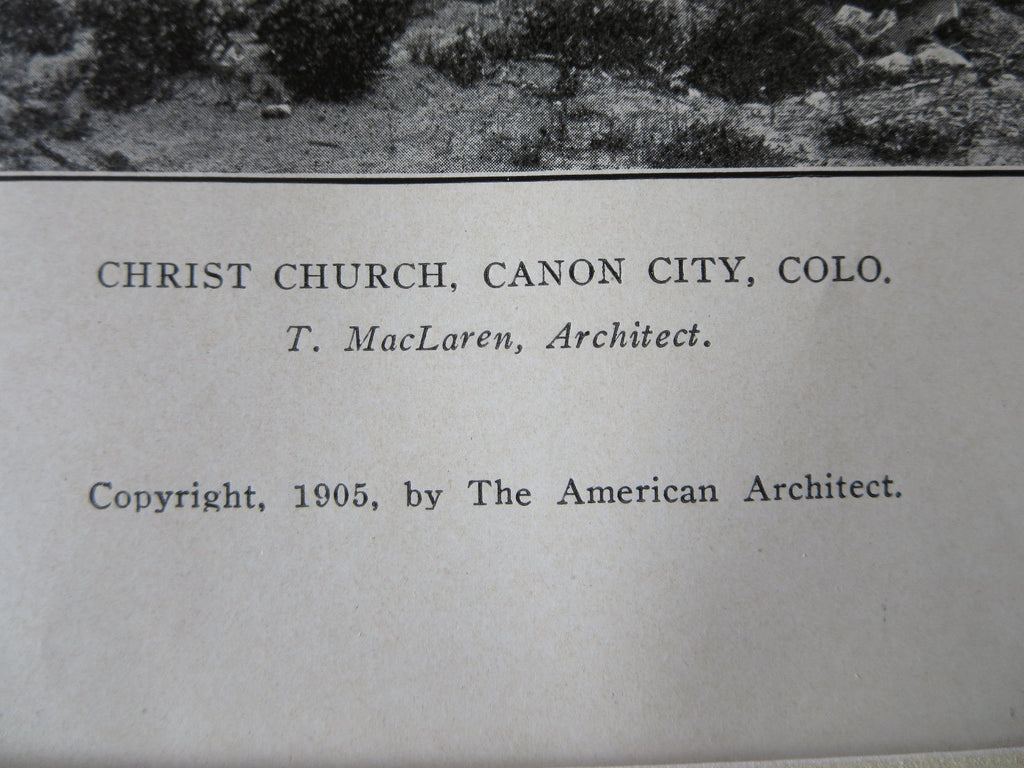 CHRIST CHURCH, CANON CITY, COLO.
T. MacLaren, Architect.
Copyright, 1905, by The American Architect.